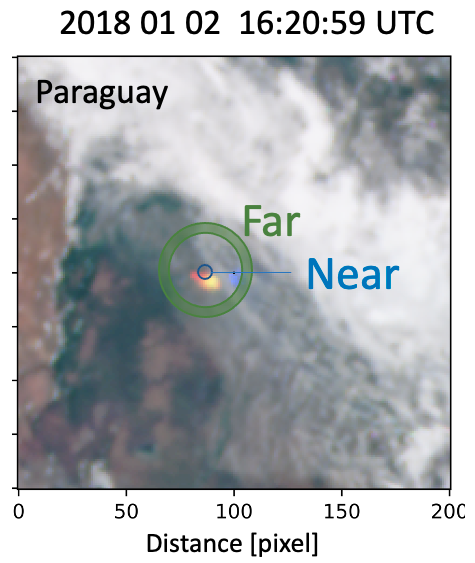 2018 01 02 16:20:59 UTC
Paraguay
Far
Near
0 50 100 150 200
Distance [pixel]